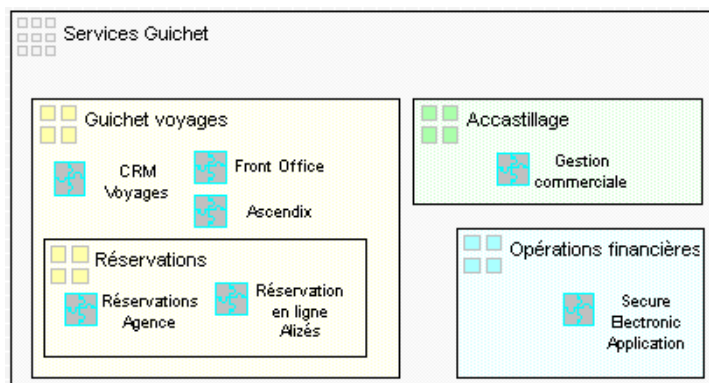 Services Guichet
Guichet voyages
CRM
Voyages
Front Office
Ascendix
Réservations
Réservations
Agence
Réservation
en ligne
Alizés
Accastillage
Gestion
commerciale
Opérations financières
Secure
Electronic
Application